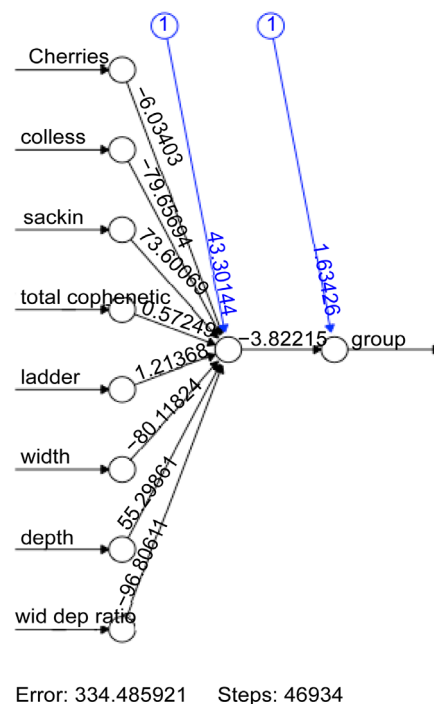 1
1
Cherries
−6.03403
colless
−79.65694
sackin
73.60069
43.30144
1.63426
total cophenetic
0.57249
−3.82215
group
ladder
1.21368
width
−80.11824
depth
55.29861
wid dep ratio
−96.80611
Error: 334.485921 Steps: 46934